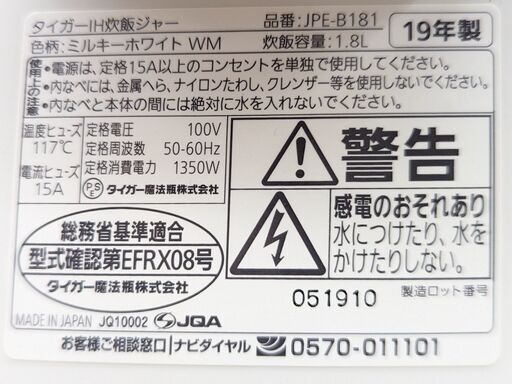 タイガーIH炊飯ジャー 品番:JPE-B181 19年製
色柄:ミルキーホワイト WM 炊飯容量:1.8L
使用上の注意
•電源は、定格15A以上のコンセントを単独で使用してください。
•内なべには、金属へら、ナイロンたわし、クレンザー等を使用しないでください。
•内なべと本体の間には絶対に水を入れないでください。
温度ヒューズ 117℃
電流ヒューズ 15A
定格電圧 100V
定格周波数 50-60Hz
定格消費電力 1350W
PSE タイガー魔法瓶株式会社
警告
感電のおそれあり
水につけたり、水をかけたりしない。
総務省基準適合
型式確認第EFRX08号
タイガー魔法瓶株式会社
051910 製造ロット番号
MADE IN JAPAN JQ10002 JQA
お客様ご相談窓口 ナビダイヤル 0570-011101